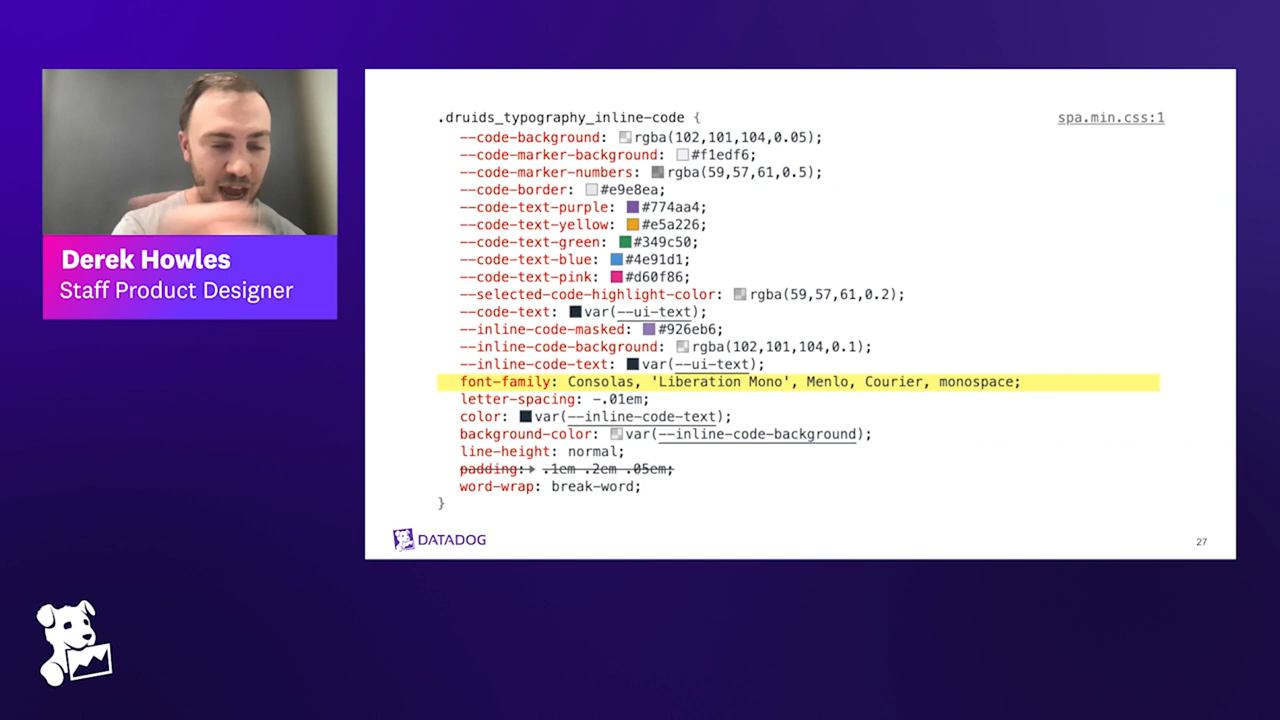 Derek Howles
Staff Product Designer
.druids_typography_inline-code {
spa.min.css:1
--code-background: rgba(102,101,104,0.05);
--code-marker-background: #f1edf6;
--code-marker-numbers: rgba(59,57,61,0.5);
--code-border: #e9e8ea;
--code-text-purple: #774aa4;
--code-text-yellow: #e5a226;
--code-text-green: #349c50;
--code-text-blue: #4e91d1;
--code-text-pink: #d60f86;
--selected-code-highlight-color: rgba(59,57,61,0.2);
--code-text: var(--ui-text);
--inline-code-masked: #926eb6;
--inline-code-background: rgba(102,101,104,0.1);
--inline-code-text: var(--ui-text);
font-family: Consolas, 'Liberation Mono', Menlo, Courier, monospace;
letter-spacing: -.01em;
color: var(--inline-code-text);
background-color: var(--inline-code-background);
line-height: normal;
padding: .1em .2em .05em;
word-wrap: break-word;
}
DATADOG
27